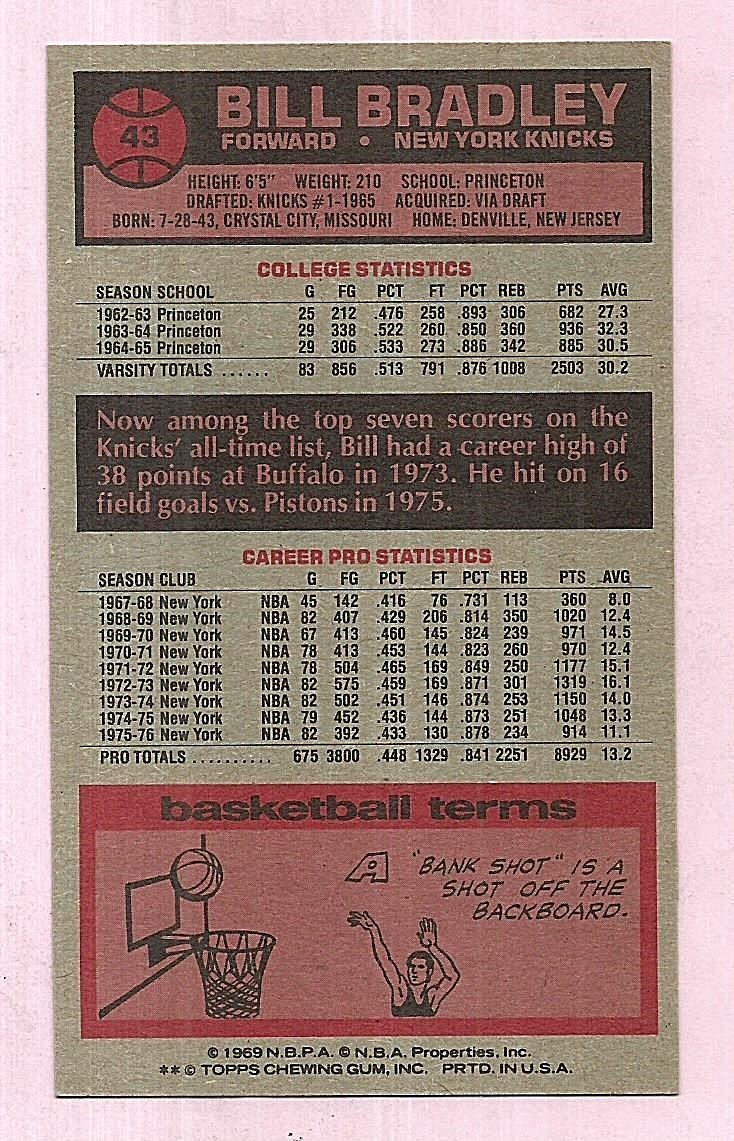 43
BILL BRADLEY
FORWARD • NEW YORK KNICKS
HEIGHT: 6'5" WEIGHT: 210 SCHOOL: PRINCETON
DRAFTED: KNICKS #1-1965 ACQUIRED: VIA DRAFT
BORN: 7-28-43, CRYSTAL CITY, MISSOURI HOME: DENVILLE, NEW JERSEY
COLLEGE STATISTICS
SEASON SCHOOL G FG PCT FT PCT REB PTS AVG
1962-63 Princeton 25 212 .476 258 .893 306 682 27.3
1963-64 Princeton 29 338 .522 260 .850 360 936 32.3
1964-65 Princeton 29 306 .533 273 .886 342 885 30.5
VARSITY TOTALS ...... 83 856 .513 791 .876 1008 2503 30.2
Now among the top seven scorers on the
Knicks' all-time list, Bill had a career high of
38 points at Buffalo in 1973. He hit on 16
field goals vs. Pistons in 1975.
CAREER PRO STATISTICS
SEASON CLUB G FG PCT FT PCT REB PTS AVG
1967-68 New York NBA 45 142 .416 76 .731 113 360 8.0
1968-69 New York NBA 82 407 .429 206 .814 350 1020 12.4
1969-70 New York NBA 67 413 .460 145 .824 239 971 14.5
1970-71 New York NBA 78 413 .453 144 .823 260 970 12.4
1971-72 New York NBA 78 504 .465 169 .849 250 1177 15.1
1972-73 New York NBA 82 575 .459 169 .871 301 1319 16.1
1973-74 New York NBA 82 502 .451 146 .874 253 1150 14.0
1974-75 New York NBA 79 452 .436 144 .873 251 1048 13.3
1975-76 New York NBA 82 392 .433 130 .878 234 914 11.1
PRO TOTALS .......... 675 3800 .448 1329 .841 2251 8929 13.2
basketball terms
A "BANK SHOT" IS A
SHOT OFF THE
BACKBOARD.
© 1969 N.B.P.A. © N.B.A. Properties, Inc.
** © TOPPS CHEWING GUM, INC. PRTD. IN U.S.A.